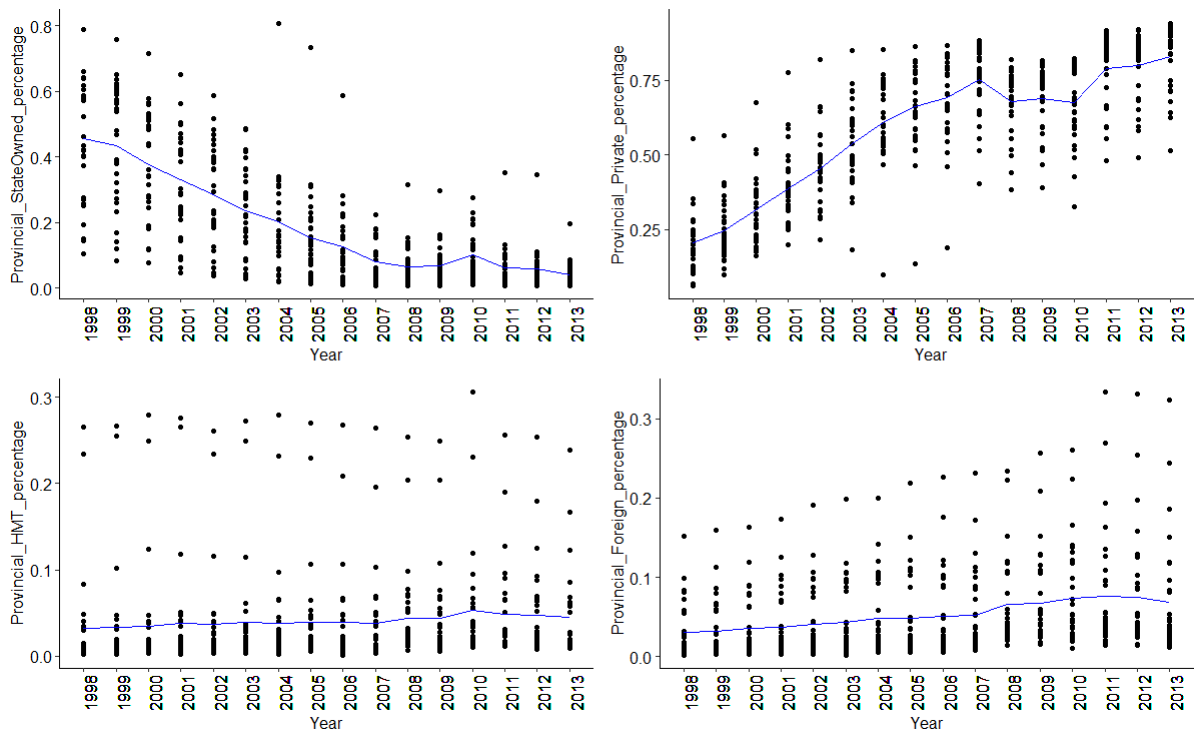 Provincial_StateOwned_percentage
0.8
0.6
0.4
0.2
0.0
1998 1999 2000 2001 2002 2003 2004 2005 2006 2007 2008 2009 2010 2011 2012 2013
Year
Provincial_Private_percentage
0.75
0.50
0.25
1998 1999 2000 2001 2002 2003 2004 2005 2006 2007 2008 2009 2010 2011 2012 2013
Year
Provincial_HMT_percentage
0.3
0.2
0.1
0.0
1998 1999 2000 2001 2002 2003 2004 2005 2006 2007 2008 2009 2010 2011 2012 2013
Year
Provincial_Foreign_percentage
0.3
0.2
0.1
0.0
1998 1999 2000 2001 2002 2003 2004 2005 2006 2007 2008 2009 2010 2011 2012 2013
Year